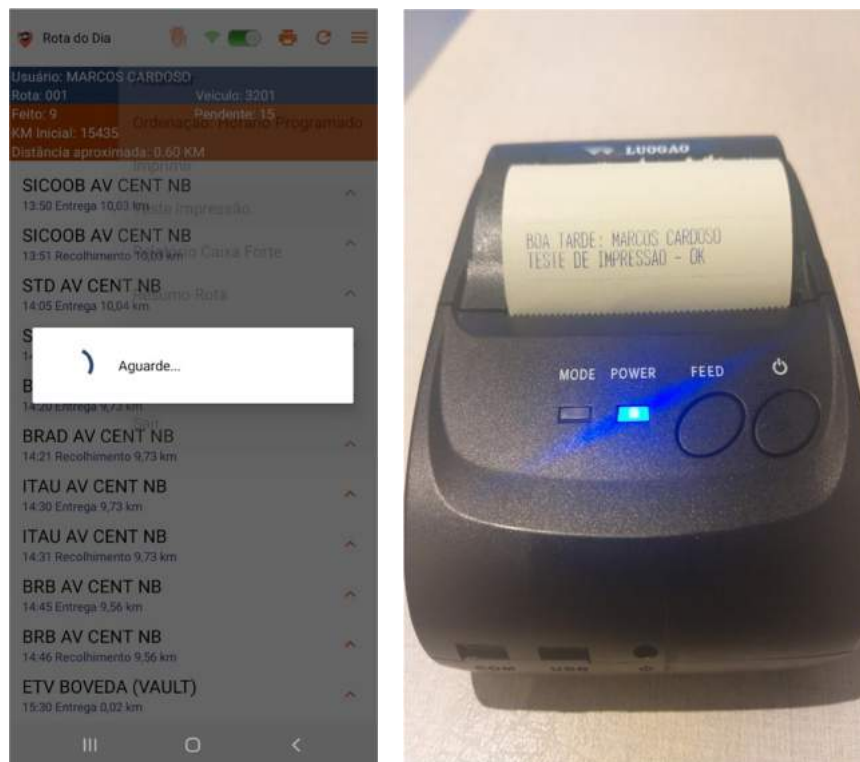 Rota do Dia
Usuário: MARCOS CARDOSO
Rota: 001 Veículo: 3201
Feito: 9 Pendente: 15
Ordenação: Horário Programado
KM Inicial: 15435
Distância aproximada: 0.60 KM
Imprimir
SICOOB AV CENT NB
13:50 Entrega 10,03 km
Teste Impressão
SICOOB AV CENT NB
13:51 Recolhimento 10,03 km
Caixa Forte
STD AV CENT NB
Resumo Rota
14:05 Entrega 10,04 km
Aguarde...
14:20 Entrega 9,73 km
Sair
BRAD AV CENT NB
14:21 Recolhimento 9,73 km
ITAU AV CENT NB
14:30 Entrega 9,73 km
ITAU AV CENT NB
14:31 Recolhimento 9,73 km
BRB AV CENT NB
14:45 Entrega 9,56 km
BRB AV CENT NB
14:46 Recolhimento 9,56 km
ETV BOVEDA (VAULT)
15:30 Entrega 0,02 km
LUOGAO
BOA TARDE: MARCOS CARDOSO
TESTE DE IMPRESSAO - OK
MODE POWER FEED
COM USB